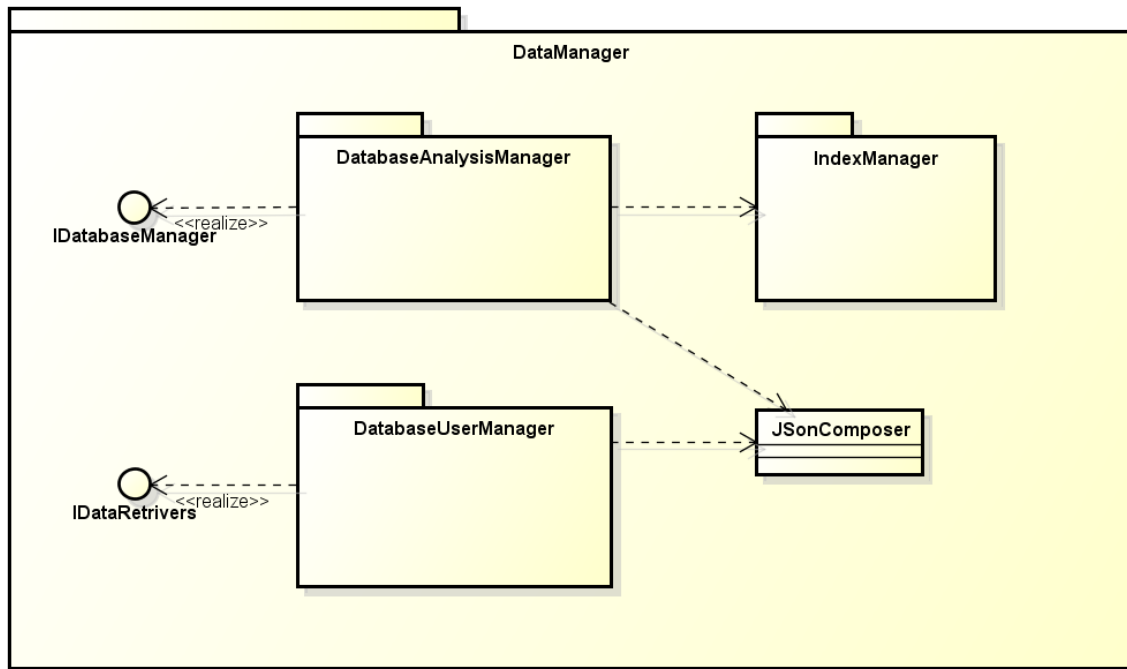 DataManager
DatabaseAnalysisManager
IndexManager
<<realize>>
IDatabaseManager
DatabaseUserManager
JSonComposer
<<realize>>
IDataRetrivers